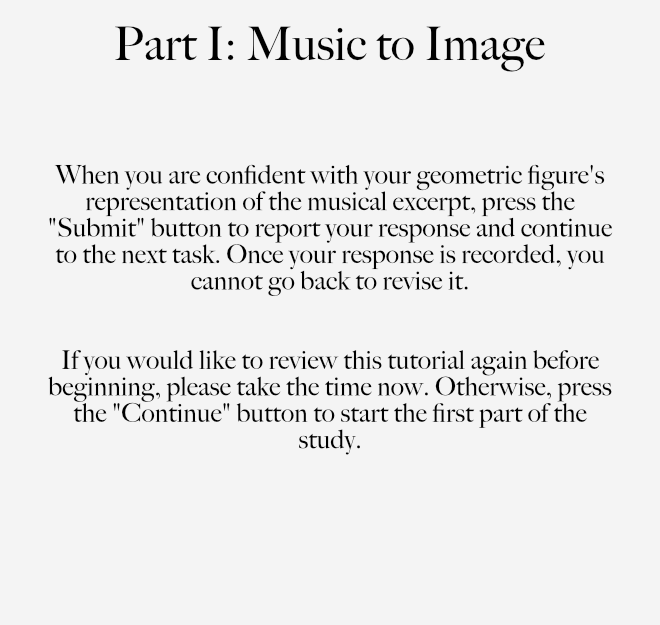 Part I: Music to Image
When you are confident with your geometric figure's
representation of the musical excerpt, press the
"Submit" button to report your response and continue
to the next task. Once your response is recorded, you
cannot go back to revise it.
If you would like to review this tutorial again before
beginning, please take the time now. Otherwise, press
the "Continue" button to start the first part of the
study.